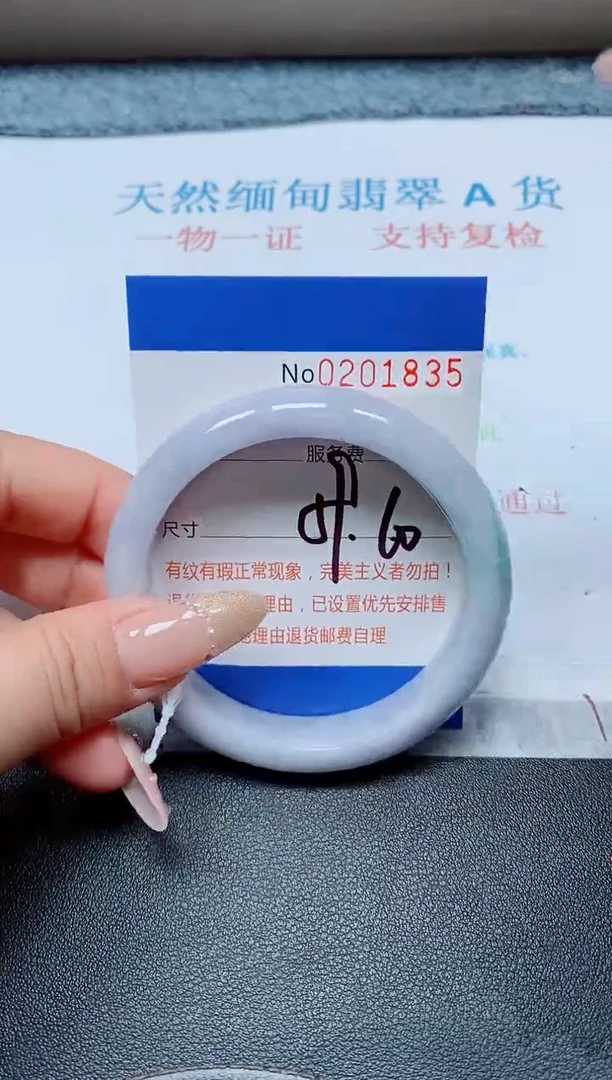 天然缅甸翡翠 A 货
一物一证 支持复检
No0201835
服务费
通过
尺寸
有纹有瑕正常现象，完美主义者勿拍！
理由，已设置优先安排售
理由退货邮费自理